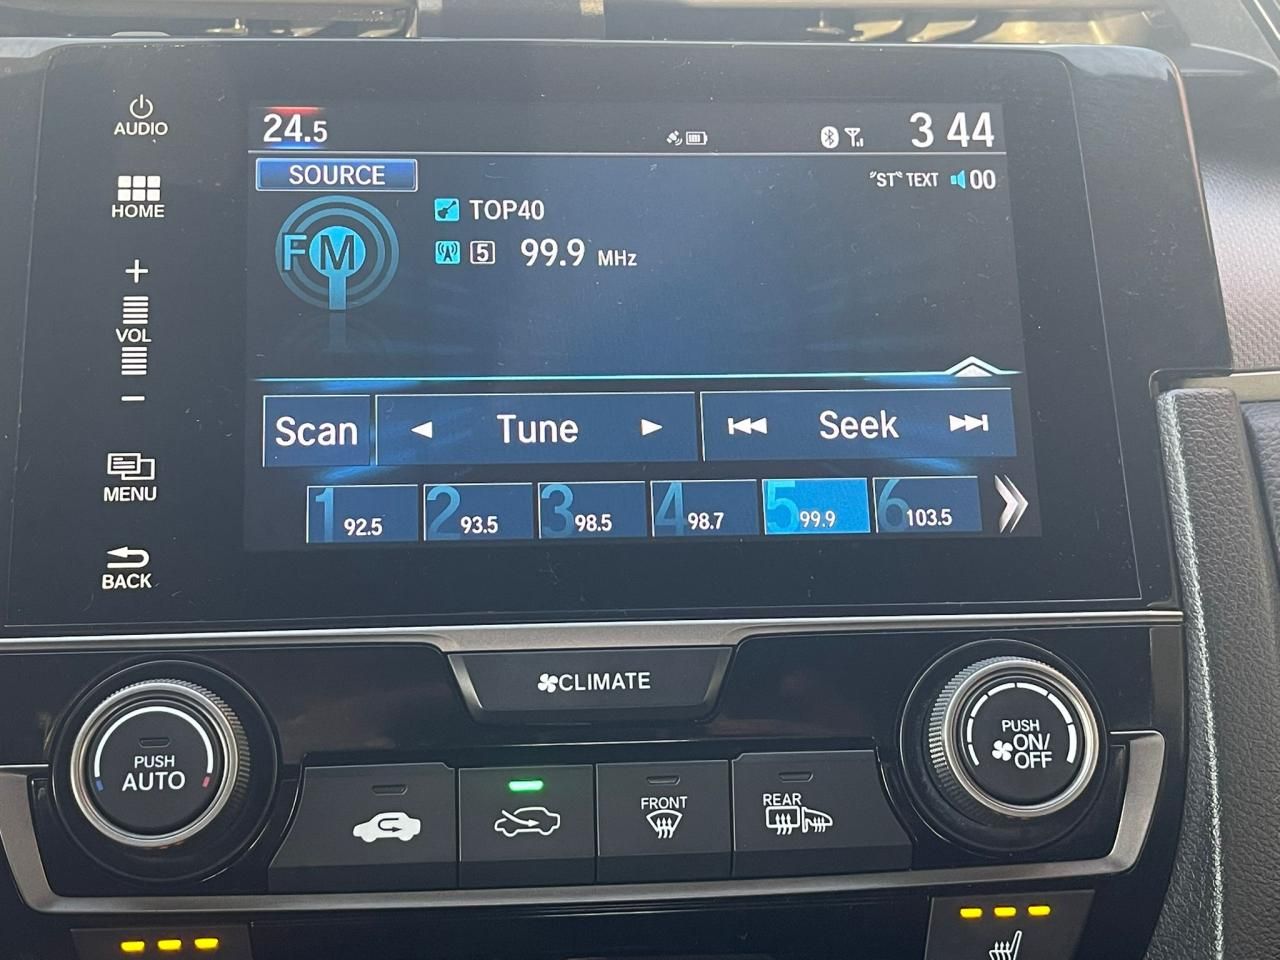 AUDIO
HOME
+
VOL
−
MENU
BACK
24.5
3 44
SOURCE
"ST" TEXT 00
FM
TOP40
5 99.9 MHz
Scan
Tune
Seek
1 92.5
2 93.5
3 98.5
4 98.7
5 99.9
6 103.5
CLIMATE
PUSH
AUTO
FRONT
REAR
PUSH
ON/
OFF